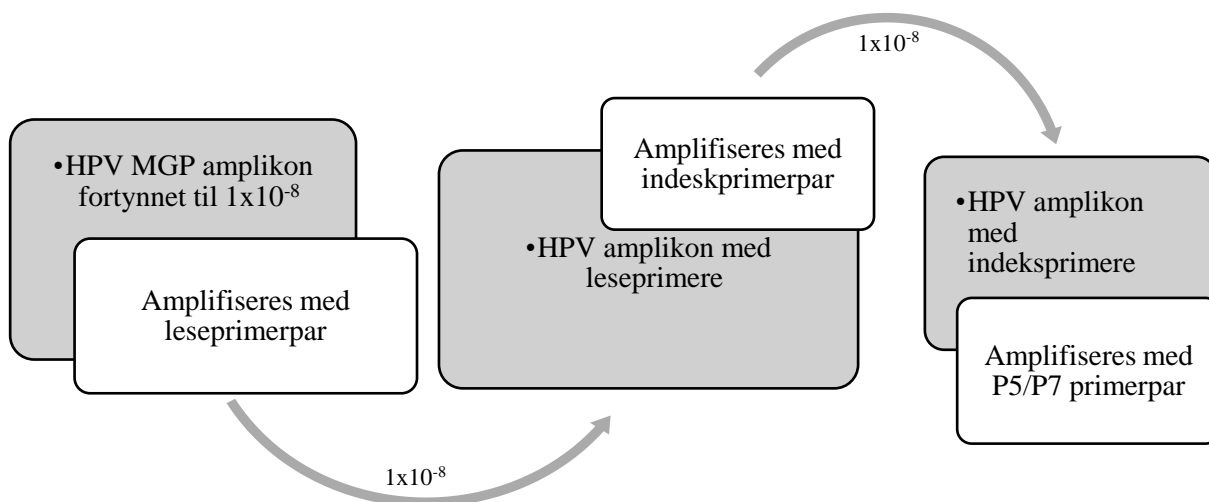 •HPV MGP amplikon
fortynnet til 1x10⁻⁸
Amplifiseres med
leseprimerpar
1x10⁻⁸
Amplifiseres med
indeskprimerpar
•HPV amplikon med
leseprimere
1x10⁻⁸
•HPV amplikon
med
indeksprimere
Amplifiseres med
P5/P7 primerpar